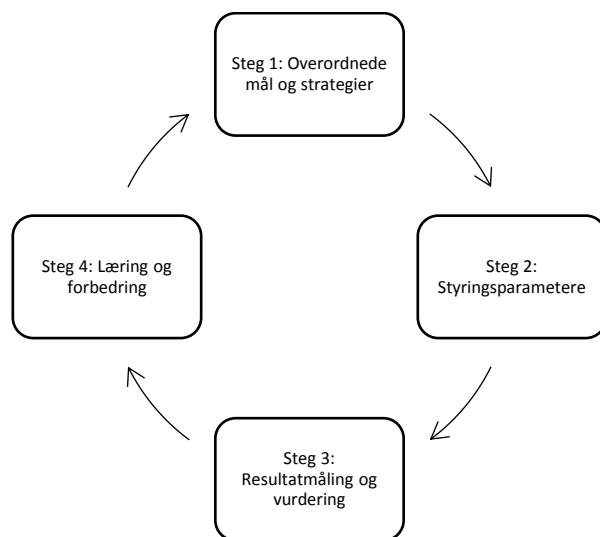 Steg 1: Overordnede
mål og strategier
Steg 2:
Styringsparametere
Steg 3:
Resultatmåling og
vurdering
Steg 4: Læring og
forbedring